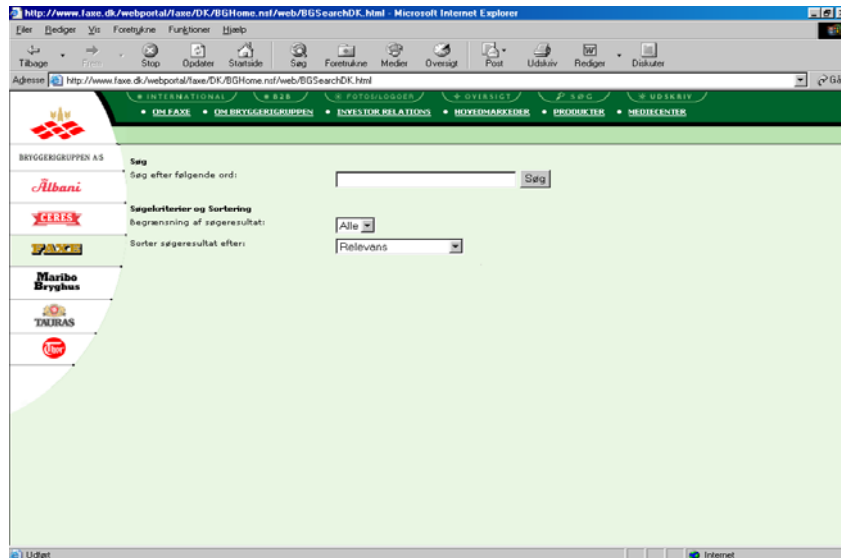 http://www.faxe.dk/webportal/faxe/DK/BGHome.nsf/web/BGSearchDK.html - Microsoft Internet Explorer
Filer Rediger Vis Foretrukne Funktioner Hjælp
Tilbage Frem Stop Opdater Startside Søg Foretrukne Medier Oversigt Post Udskriv Rediger Diskuter
Adresse http://www.faxe.dk/webportal/faxe/DK/BGHome.nsf/web/BGSearchDK.html Gå
INTERNATIONAL B2B FOTOS/LOGOER OVERSIGT SØG UDSKRIV
• OM FAXE • OM BRYGGERIGRUPPEN • INVESTOR RELATIONS • HOVEDMARKEDER • PRODUKTER • MEDIECENTER
BRYGGERIGRUPPEN A/S
Albani
CERES
FAXE
Maribo
Bryghus
TAURAS
Thor
Søg
Søg efter følgende ord:
Søg
Søgekriterier og Sortering
Begrænsning af søgeresultat:
Alle
Sorter søgeresultat efter:
Relevans
Udført
Internet